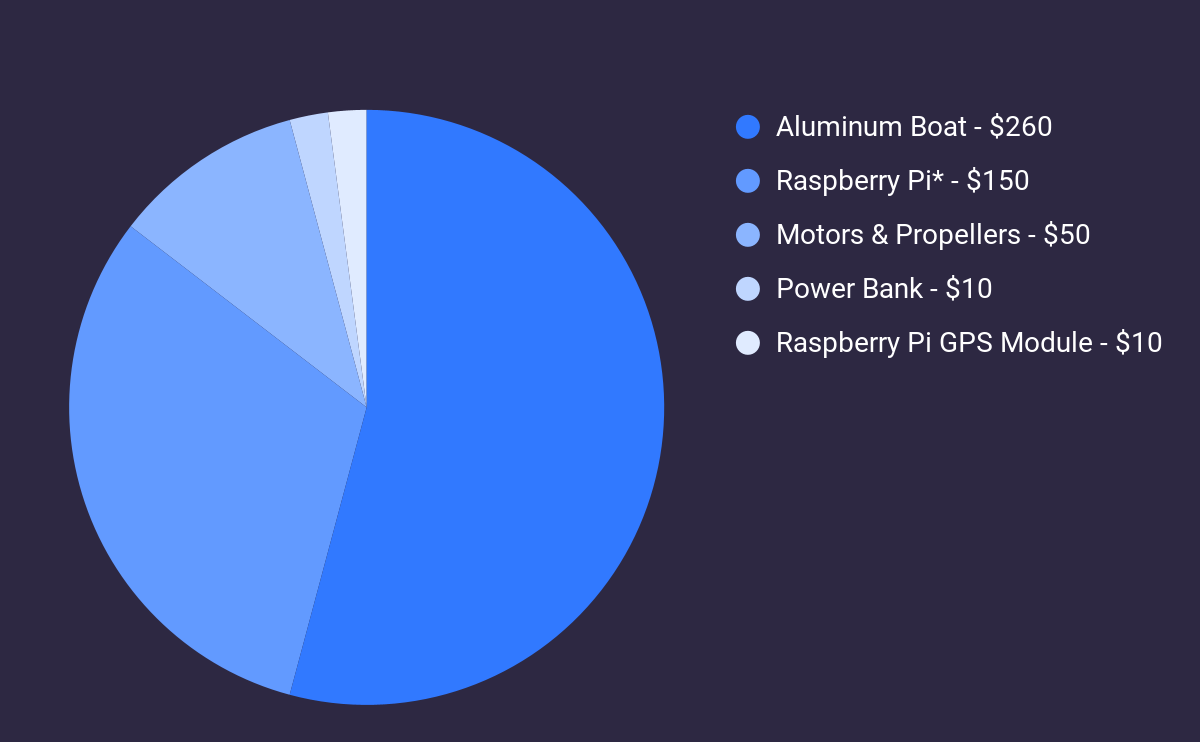 Aluminum Boat - $260
Raspberry Pi* - $150
Motors & Propellers - $50
Power Bank - $10
Raspberry Pi GPS Module - $10